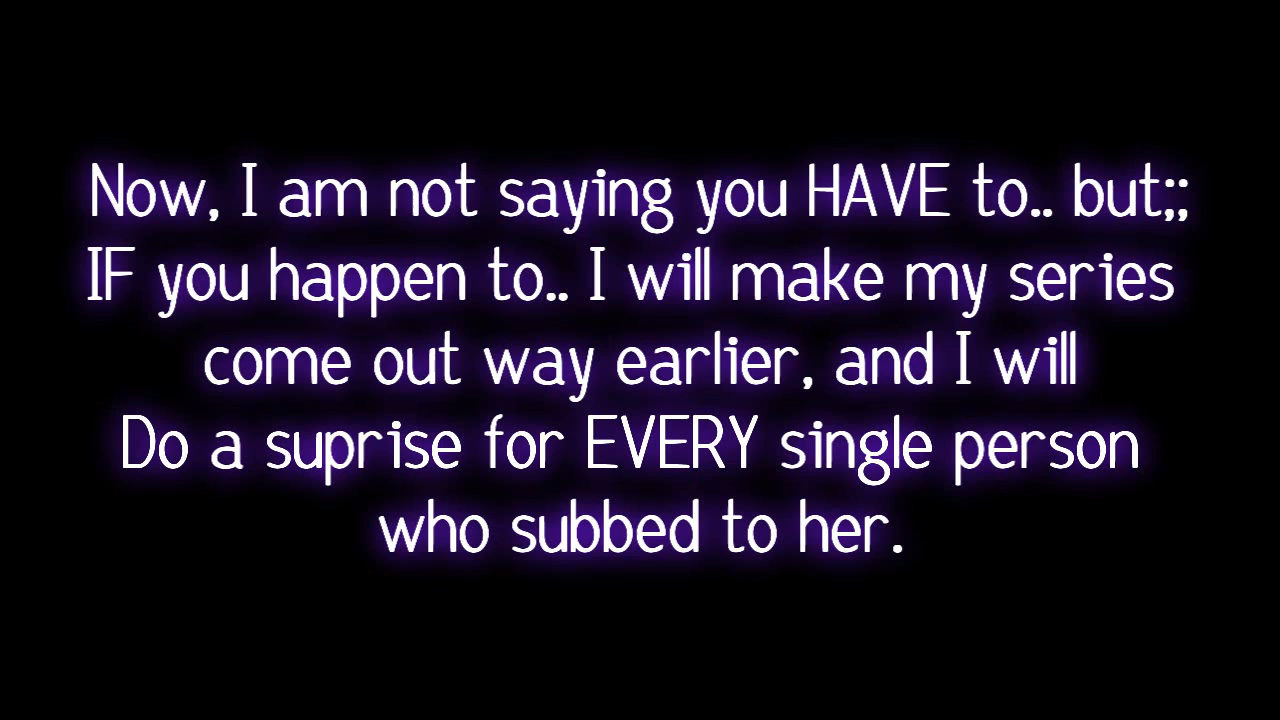 Now, I am not saying you HAVE to.. but;;
IF you happen to.. I will make my series
come out way earlier, and I will
Do a suprise for EVERY single person
who subbed to her.